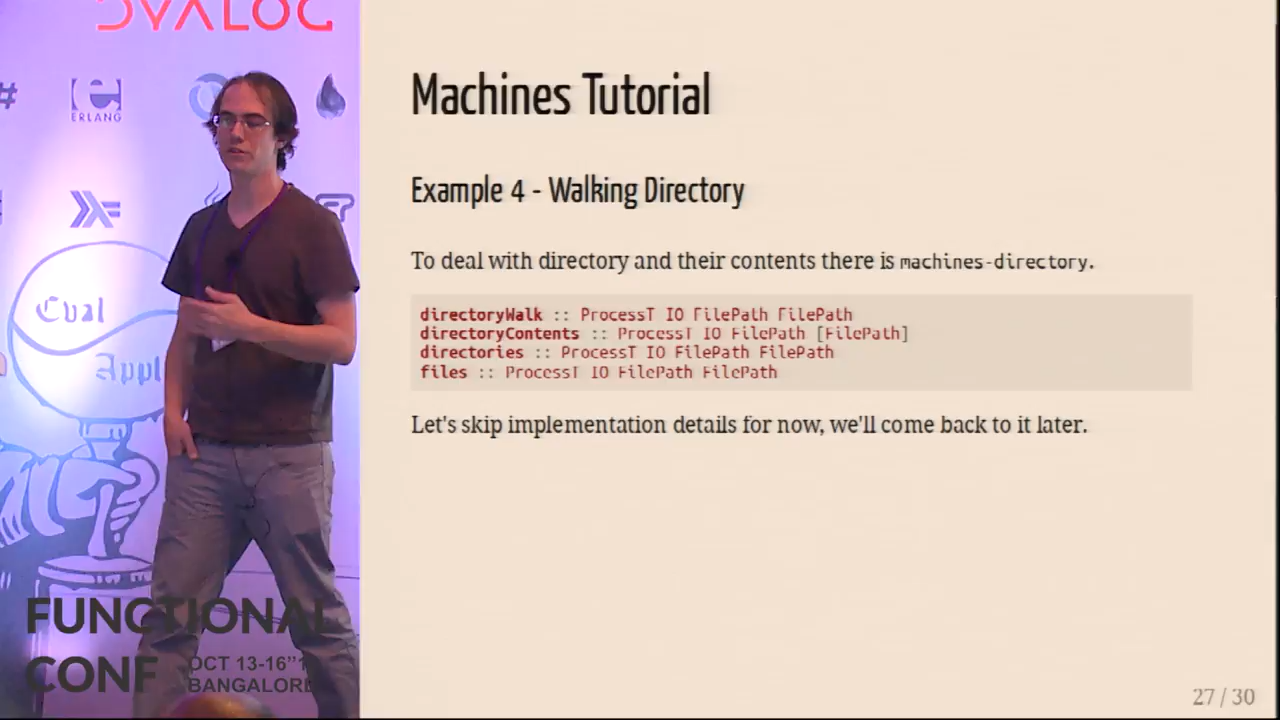 DYALOG
ERLANG
Eval
Apply
FUNCTIONAL
CONF
OCT 13-16"1
BANGALORE
Machines Tutorial
Example 4 - Walking Directory
To deal with directory and their contents there is machines-directory.
directoryWalk :: ProcessT IO FilePath FilePath
directoryContents :: ProcessT IO FilePath [FilePath]
directories :: ProcessT IO FilePath FilePath
files :: ProcessT IO FilePath FilePath
Let's skip implementation details for now, we'll come back to it later.
27 / 30